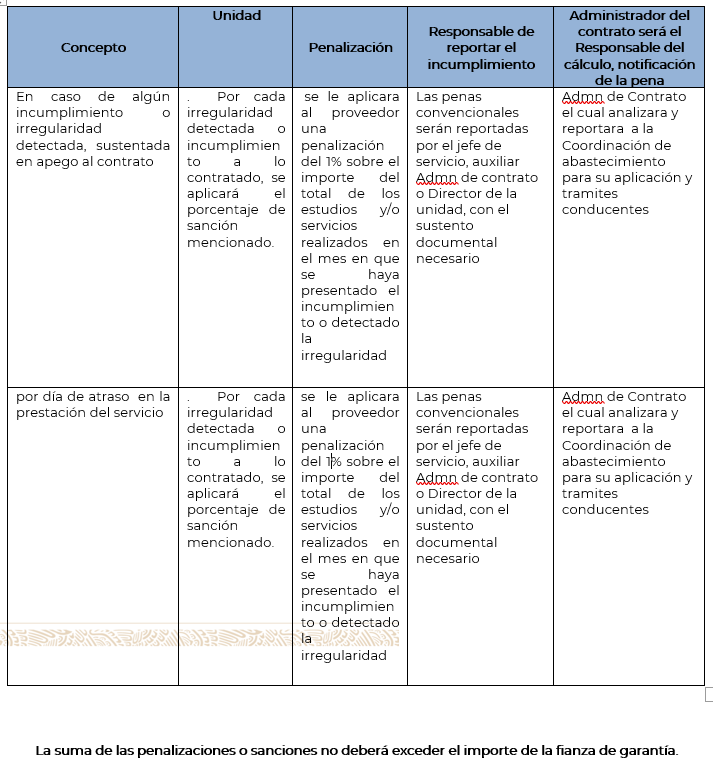 Concepto
Unidad
Penalización
Responsable de
reportar el
incumplimiento
Administrador del
contrato será el
Responsable del
cálculo, notificación
de la pena
En caso de algún
incumplimiento o
irregularidad
detectada, sustentada
en apego al contrato
. Por cada
irregularidad
detectada o
incumplimien
to a lo
contratado, se
aplicará el
porcentaje de
sanción
mencionado.
se le aplicara
al proveedor
una
penalización
del 1% sobre el
importe del
total de los
estudios y/o
servicios
realizados en
el mes en que
se haya
presentado el
incumplimien
to o detectado
la
irregularidad
Las penas
convencionales
serán reportadas
por el jefe de
servicio, auxiliar
Admn de contrato
o Director de la
unidad, con el
sustento
documental
necesario
Admn de Contrato
el cual analizara y
reportara a la
Coordinación de
abastecimiento
para su aplicación y
tramites
conducentes
por día de atraso en la
prestación del servicio
. Por cada
irregularidad
detectada o
incumplimien
to a lo
contratado, se
aplicará el
porcentaje de
sanción
mencionado.
se le aplicara
al proveedor
una
penalización
del 1% sobre el
importe del
total de los
estudios y/o
servicios
realizados en
el mes en que
se haya
presentado el
incumplimien
to o detectado
la
irregularidad
Las penas
convencionales
serán reportadas
por el jefe de
servicio, auxiliar
Admn de contrato
o Director de la
unidad, con el
sustento
documental
necesario
Admn de Contrato
el cual analizara y
reportara a la
Coordinación de
abastecimiento
para su aplicación y
tramites
conducentes
La suma de las penalizaciones o sanciones no deberá exceder el importe de la fianza de garantía.